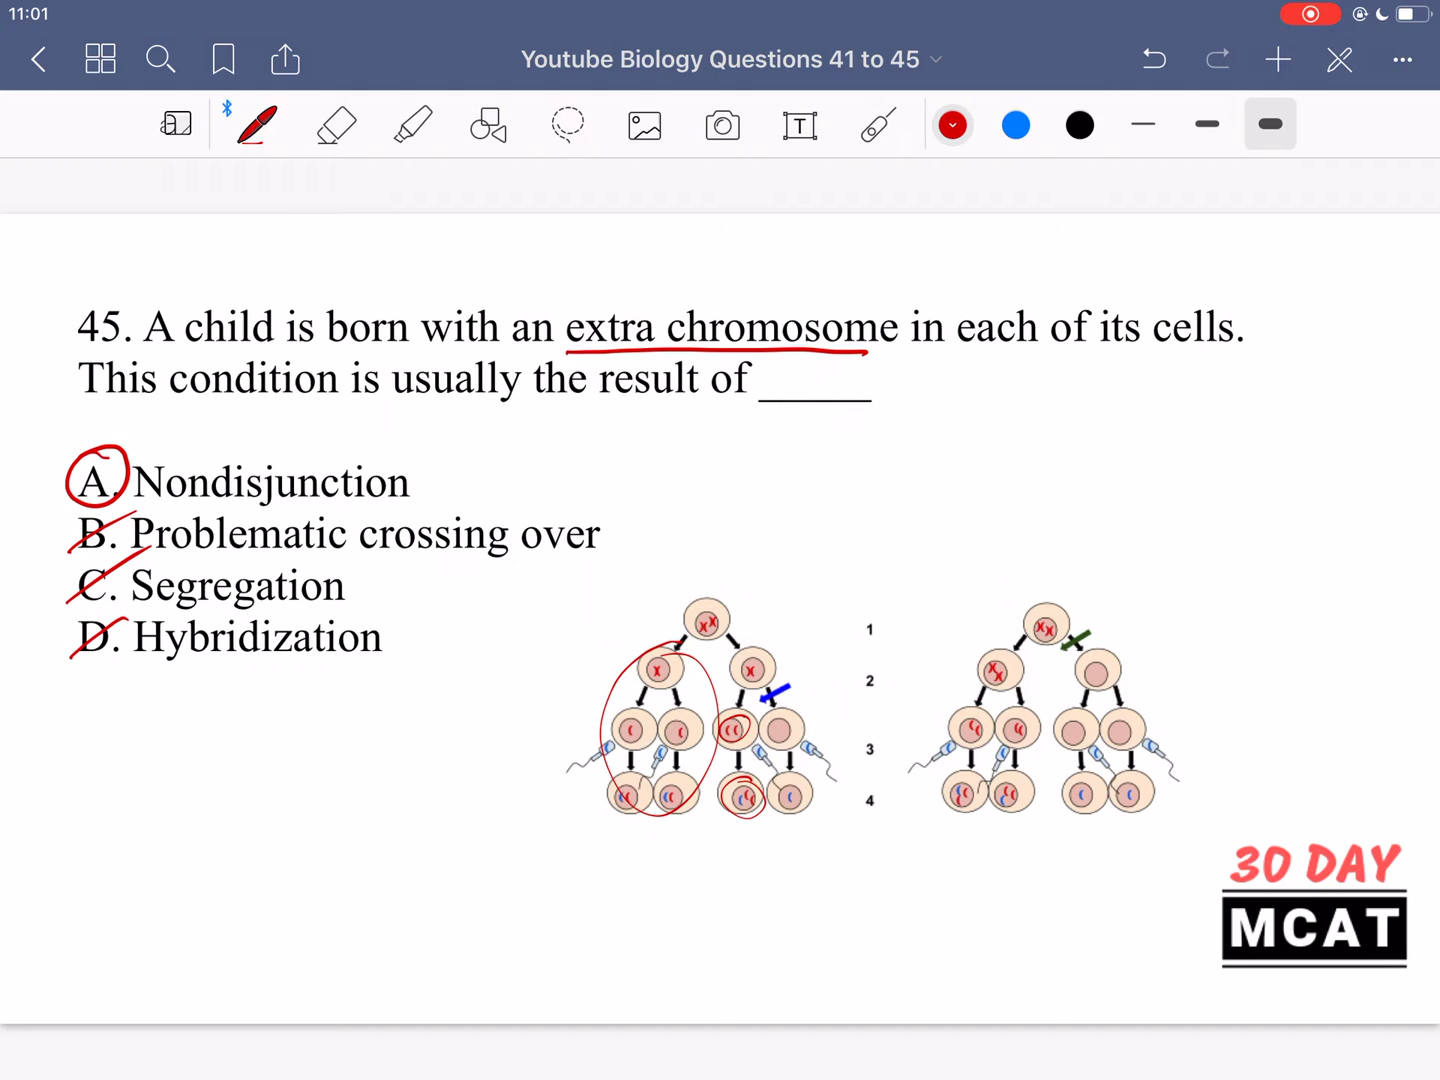 11:01
Youtube Biology Questions 41 to 45
45. A child is born with an extra chromosome in each of its cells.
This condition is usually the result of ______
A. Nondisjunction
B. Problematic crossing over
C. Segregation
D. Hybridization
1
2
3
4
30 DAY
MCAT